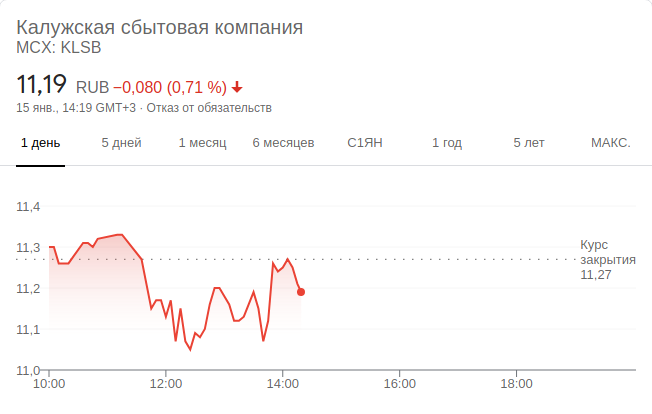 Калужская сбытовая компания
MCX: KLSB
11,19 RUB −0,080 (0,71 %)
15 янв., 14:19 GMT+3 · Отказ от обязательств
1 день 5 дней 1 месяц 6 месяцев С1ЯН 1 год 5 лет МАКС.
11,4
11,3
11,2
11,1
11,0
Курс
закрытия
11,27
10:00 12:00 14:00 16:00 18:00